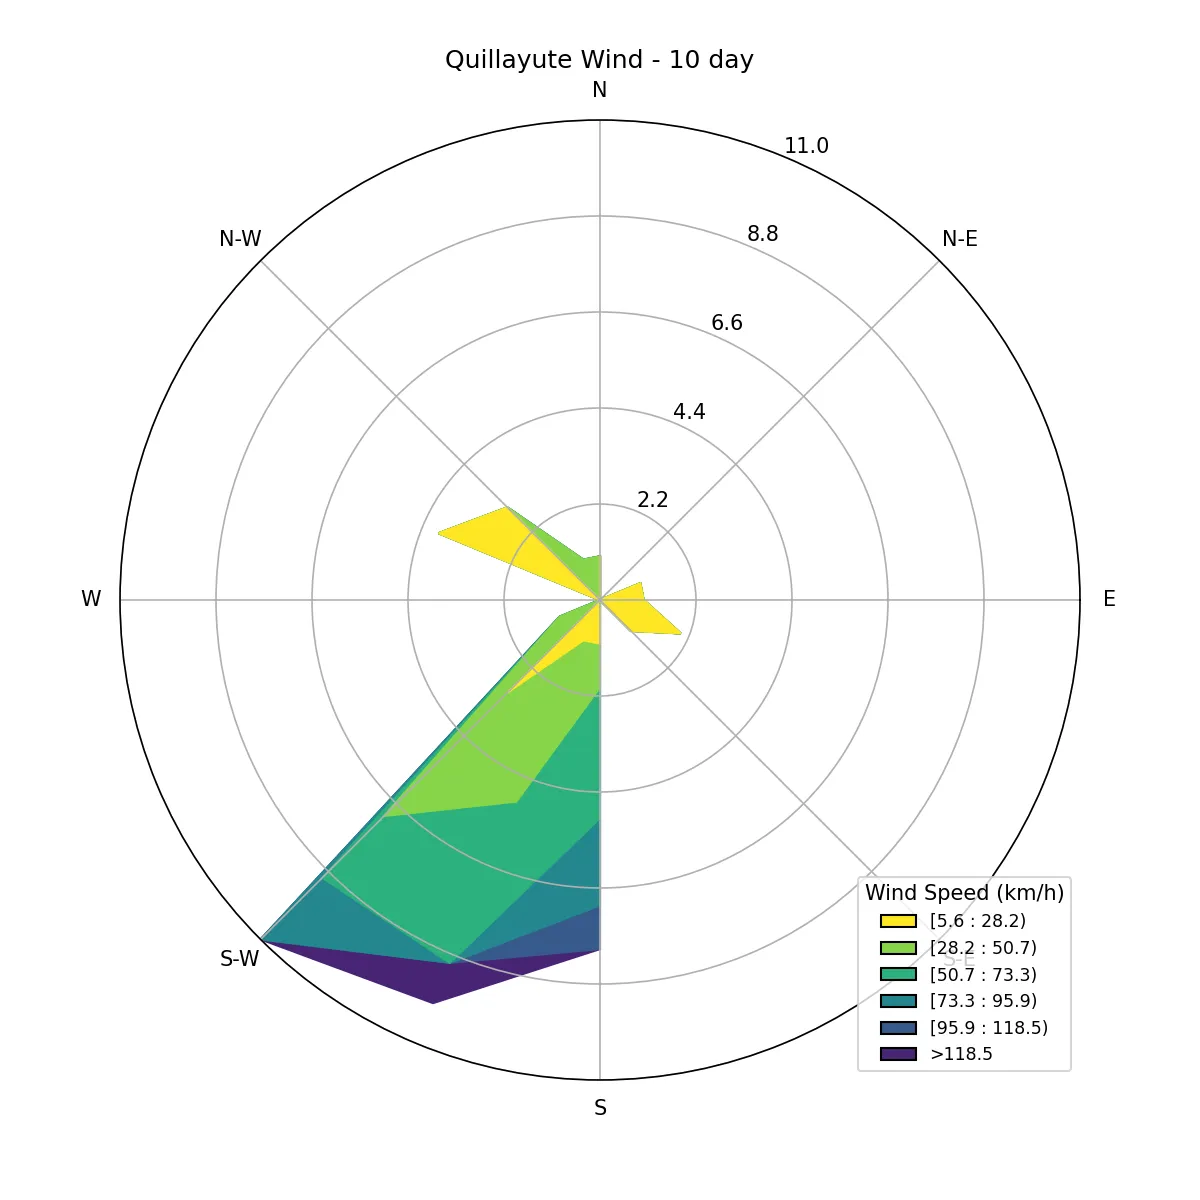 Quillayute Wind - 10 day
N
11.0
N-W
N-E
8.8
6.6
4.4
2.2
W
E
S-W
S-E
Wind Speed (km/h)
[5.6 : 28.2)
[28.2 : 50.7)
[50.7 : 73.3)
[73.3 : 95.9)
[95.9 : 118.5)
>118.5
S